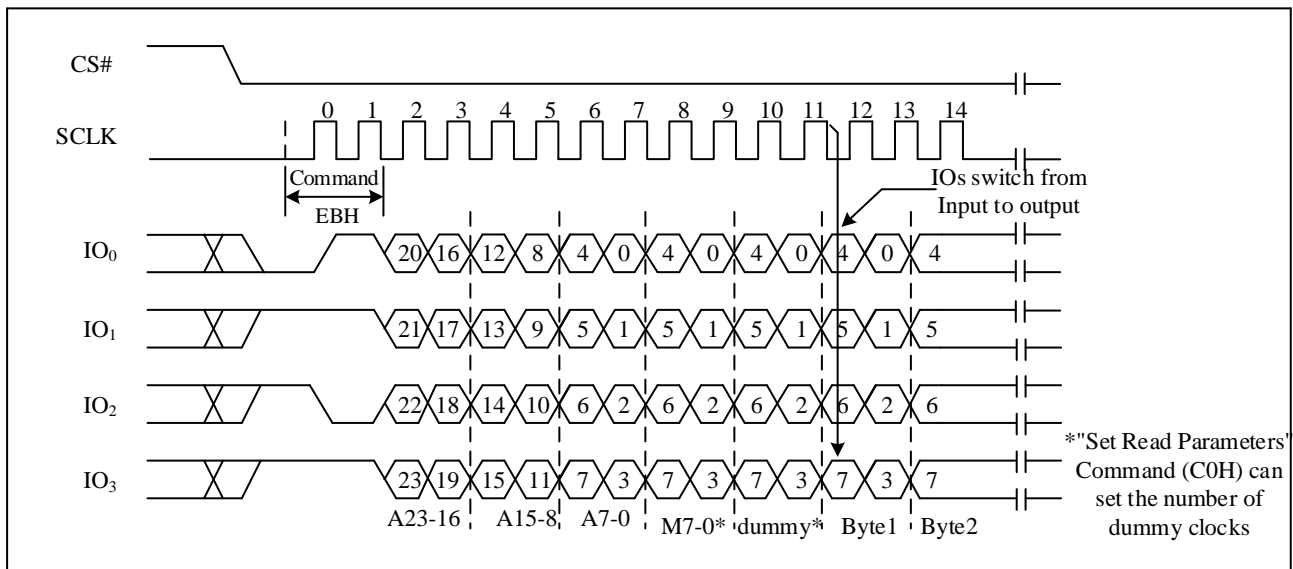 CS#
0 1 2 3 4 5 6 7 8 9 10 11 12 13 14
SCLK
Command
EBH
IOs switch from
Input to output
IO0 20 16 12 8 4 0 4 0 4 0 4 0 4
IO1 21 17 13 9 5 1 5 1 5 1 5 1 5
IO2 22 18 14 10 6 2 6 2 6 2 6 2 6
IO3 23 19 15 11 7 3 7 3 7 3 7 3 7
A23-16 A15-8 A7-0 M7-0* dummy* Byte1 Byte2
*"Set Read Parameters"
Command (C0H) can
set the number of
dummy clocks